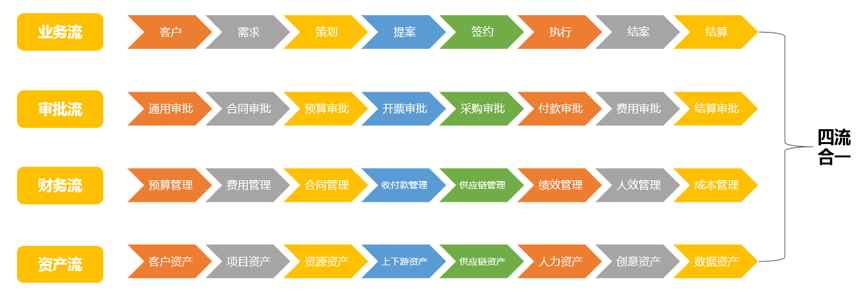 业务流 客户 需求 策划 提案 签约 执行 结案 结算
审批流 通用审批 合同审批 预算审批 开票审批 采购审批 付款审批 费用审批 结算审批
财务流 预算管理 费用管理 合同管理 收付款管理 供应链管理 绩效管理 人效管理 成本管理
资产流 客户资产 项目资产 资源资产 上下游资产 供应链资产 人力资产 创意资产 数据资产
四流
合一